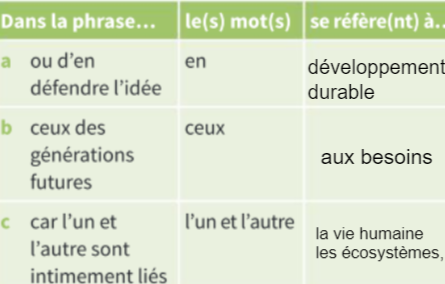 Dans la phrase... le(s) mot(s) se réfère(nt) à..
a ou d'en en développement
défendre l'idée durable
b ceux des ceux
générations aux besoins
futures
c car l'un et l'un et l'autre la vie humaine
l'autre sont les écosystèmes,
intimement liés